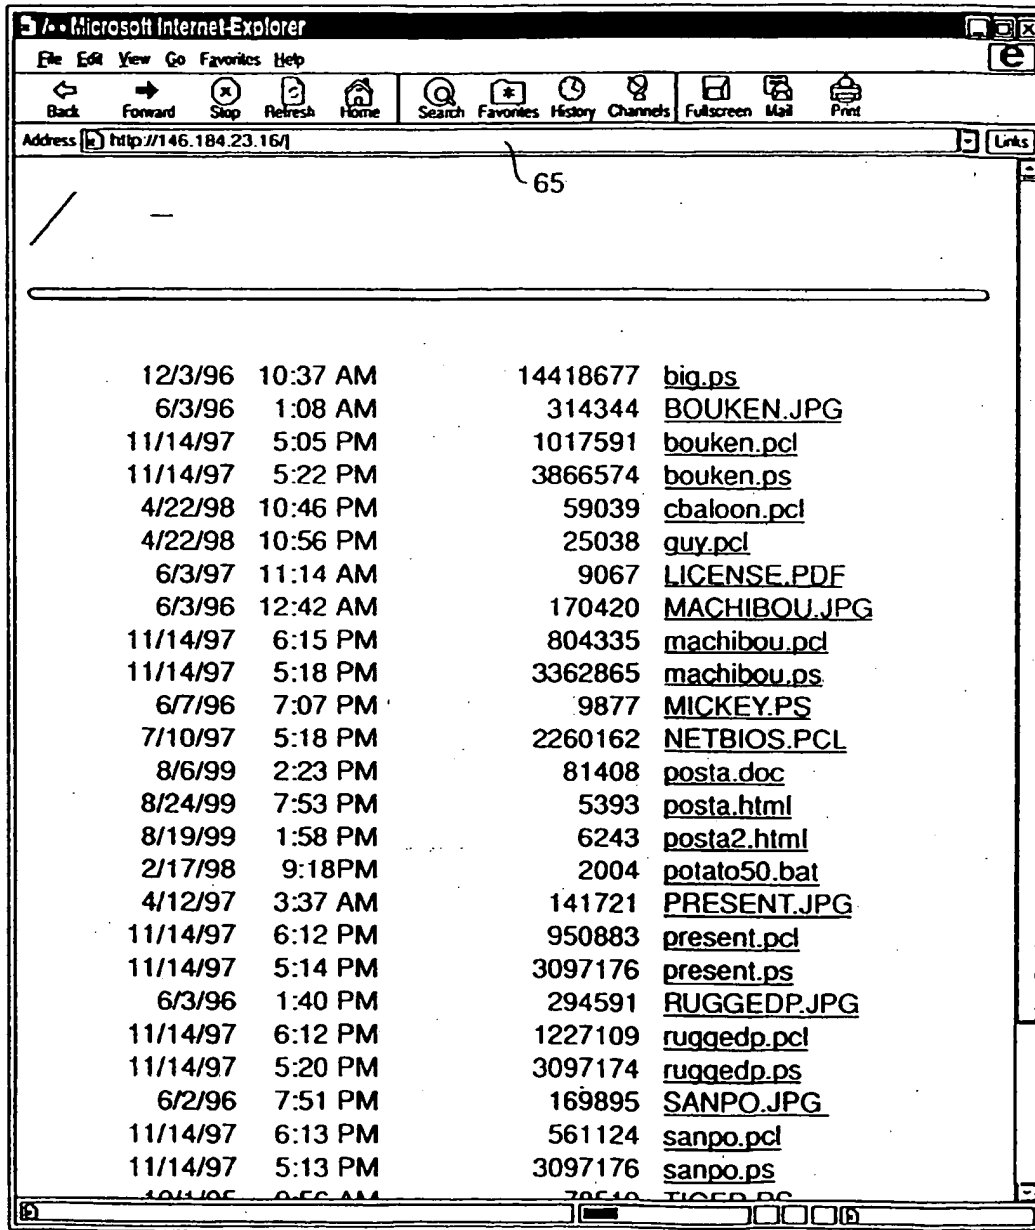 / - - Microsoft Internet-Explorer
File Edit View Go Favorites Help
Back Forward Stop Refresh Home Search Favorites History Channels Fullscreen Mail Print
Address http://146.184.23.16/ Links
65
/ —
12/3/96 10:37 AM 14418677 big.ps
6/3/96 1:08 AM 314344 BOUKEN.JPG
11/14/97 5:05 PM 1017591 bouken.pcl
11/14/97 5:22 PM 3866574 bouken.ps
4/22/98 10:46 PM 59039 cbaloon.pcl
4/22/98 10:56 PM 25038 guy.pcl
6/3/97 11:14 AM 9067 LICENSE.PDF
6/3/96 12:42 AM 170420 MACHIBOU.JPG
11/14/97 6:15 PM 804335 machibou.pcl
11/14/97 5:18 PM 3362865 machibou.ps
6/7/96 7:07 PM 9877 MICKEY.PS
7/10/97 5:18 PM 2260162 NETBIOS.PCL
8/6/99 2:23 PM 81408 posta.doc
8/24/99 7:53 PM 5393 posta.html
8/19/99 1:58 PM 6243 posta2.html
2/17/98 9:18PM 2004 potato50.bat
4/12/97 3:37 AM 141721 PRESENT.JPG
11/14/97 6:12 PM 950883 present.pcl
11/14/97 5:14 PM 3097176 present.ps
6/3/96 1:40 PM 294591 RUGGEDP.JPG
11/14/97 6:12 PM 1227109 ruggedp.pcl
11/14/97 5:20 PM 3097174 ruggedp.ps
6/2/96 7:51 PM 169895 SANPO.JPG
11/14/97 6:13 PM 561124 sanpo.pcl
11/14/97 5:13 PM 3097176 sanpo.ps